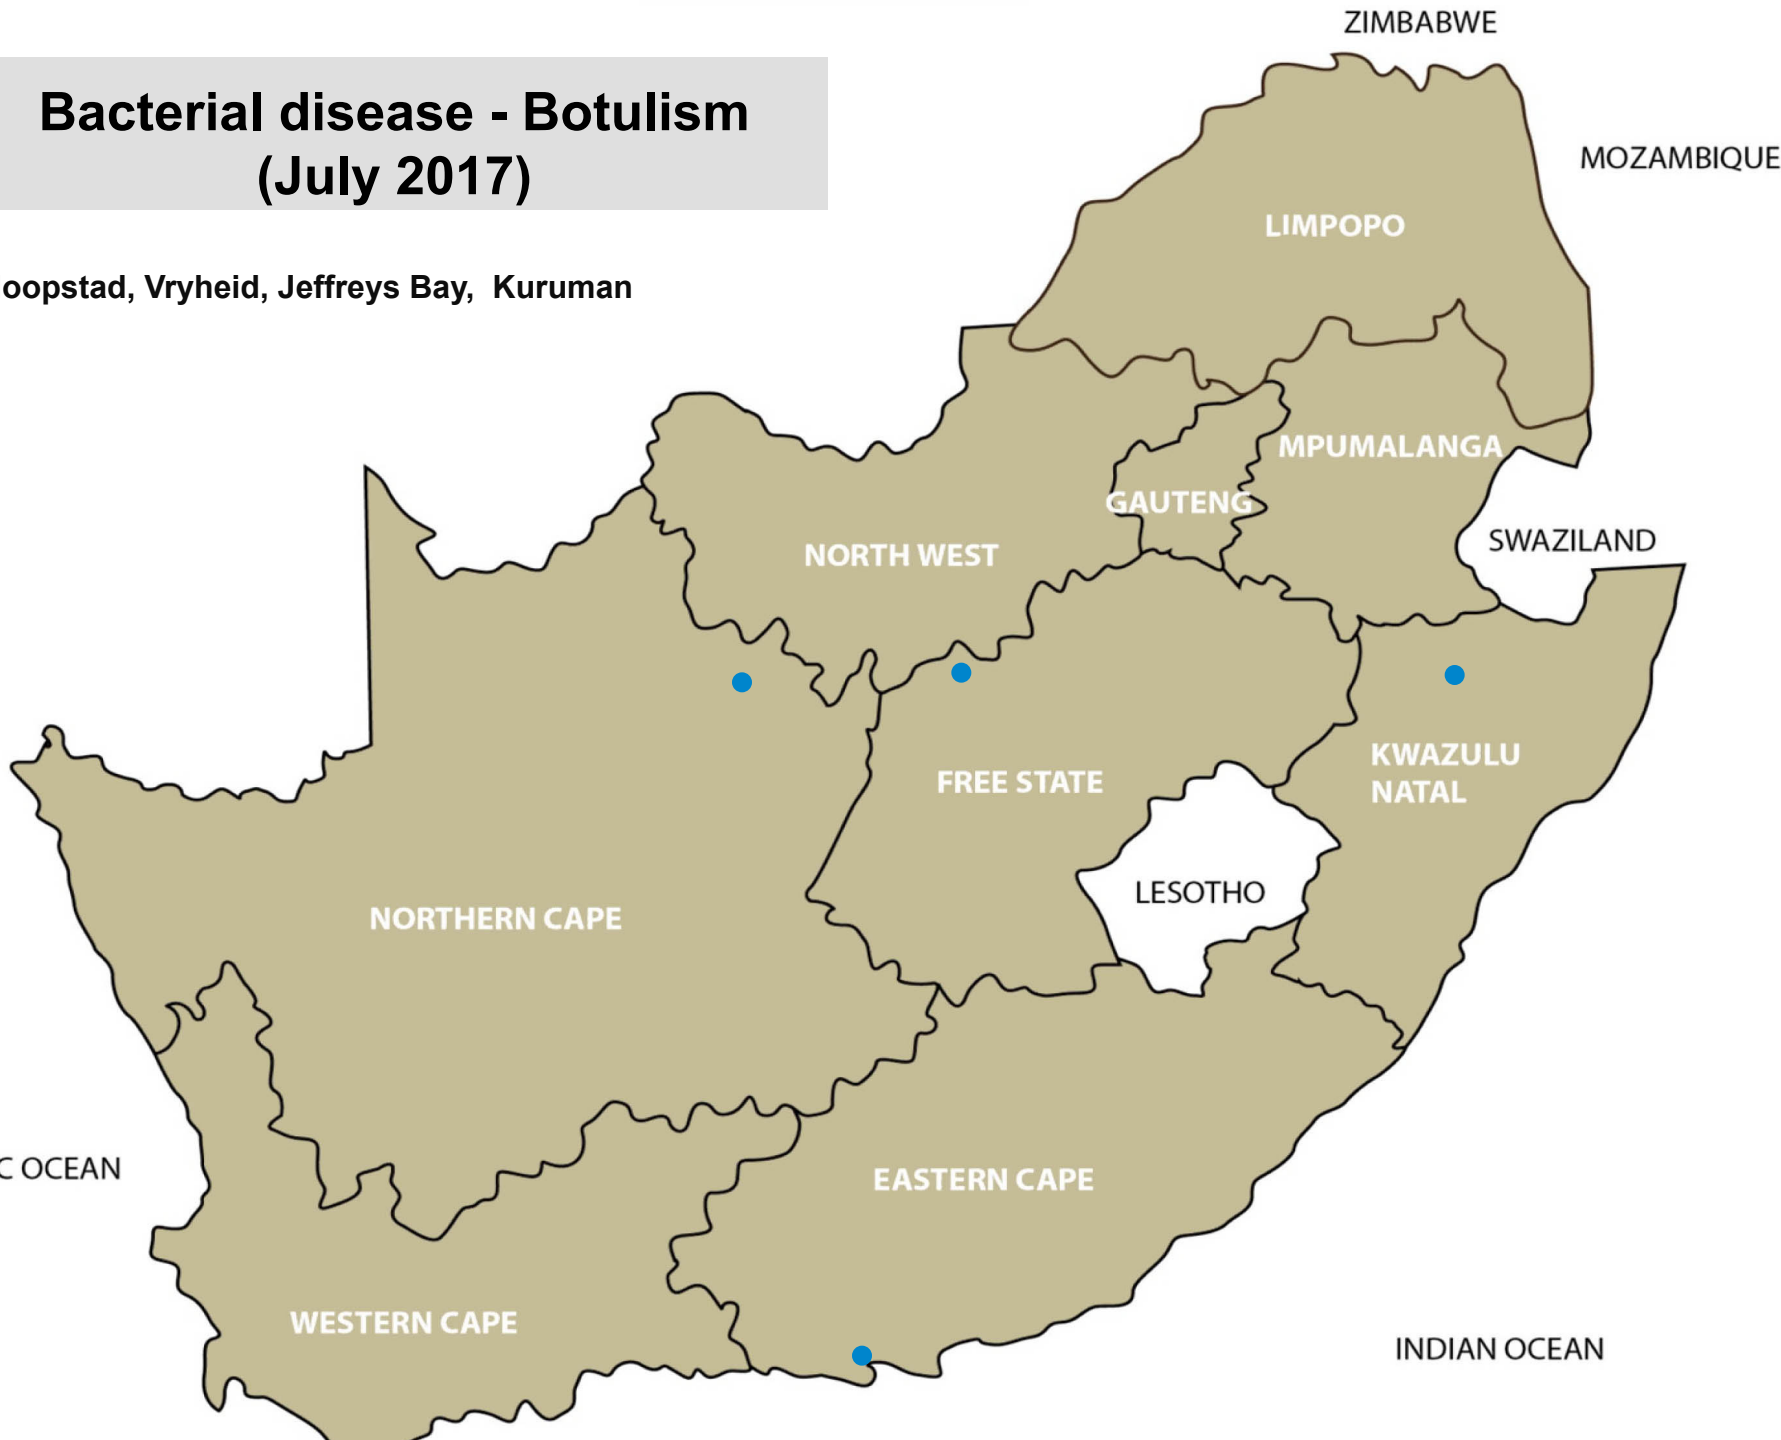 ZIMBABWE
Bacterial disease - Botulism
(July 2017)
MOZAMBIQUE
LIMPOPO
oopstad, Vryheid, Jeffreys Bay, Kuruman
MPUMALANGA
GAUTENG
SWAZILAND
NORTH WEST
KWAZULU
NATAL
FREE STATE
LESOTHO
NORTHERN CAPE
C OCEAN
EASTERN CAPE
WESTERN CAPE
INDIAN OCEAN